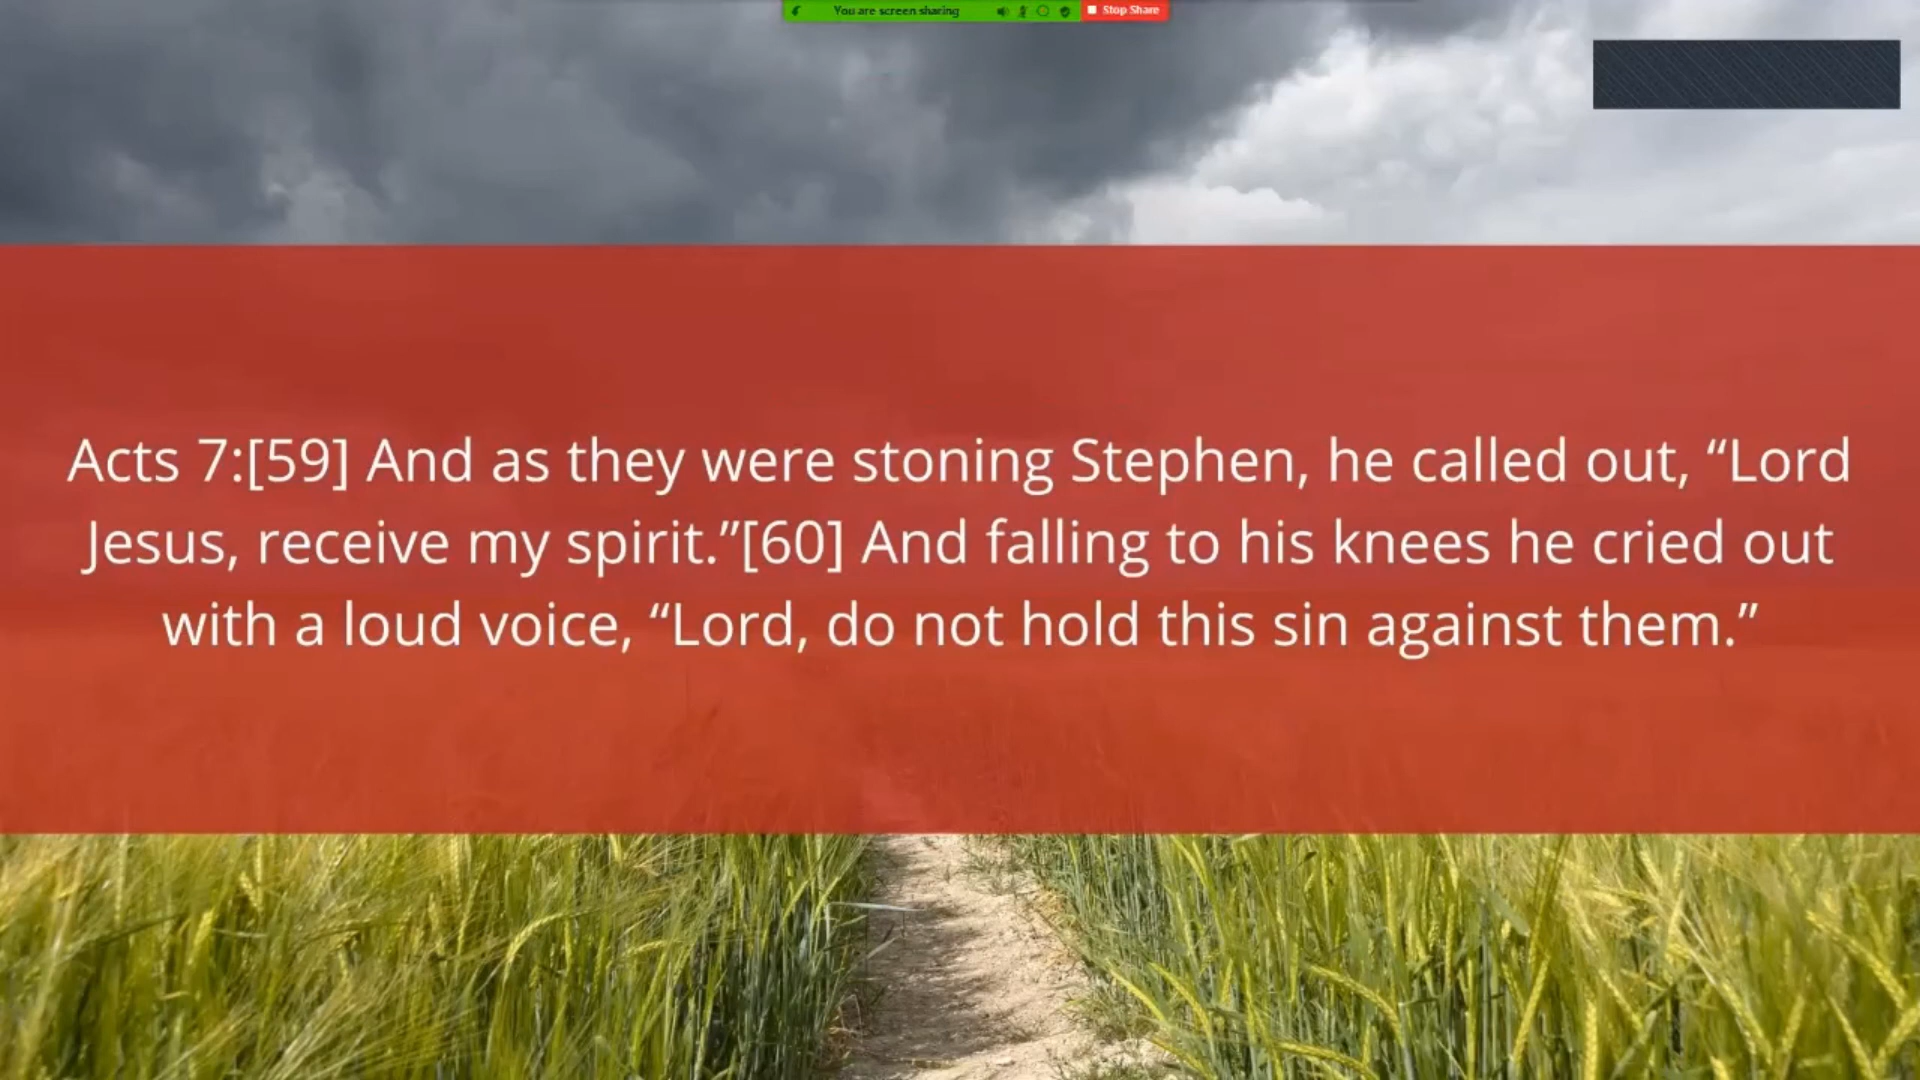 You are screen sharing
Stop Share
Acts 7:[59] And as they were stoning Stephen, he called out, “Lord
Jesus, receive my spirit.”[60] And falling to his knees he cried out
with a loud voice, “Lord, do not hold this sin against them.”